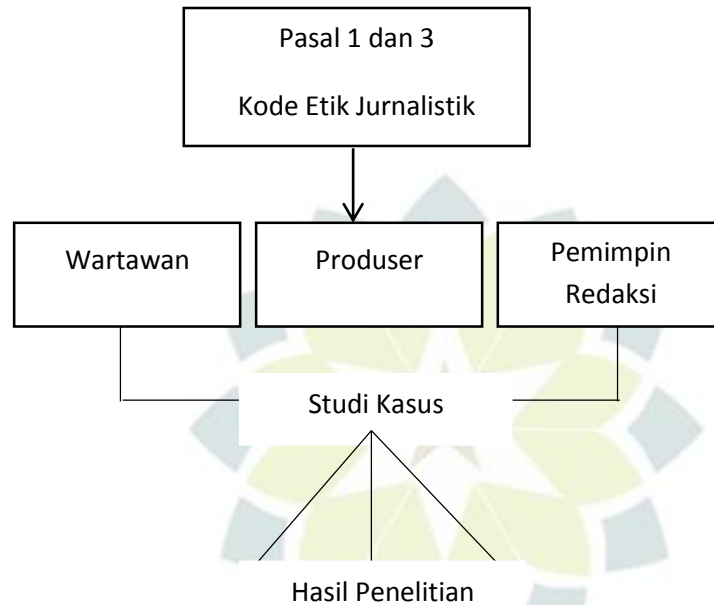 Pasal 1 dan 3
Kode Etik Jurnalistik
Wartawan
Produser
Pemimpin
Redaksi
Studi Kasus
Hasil Penelitian